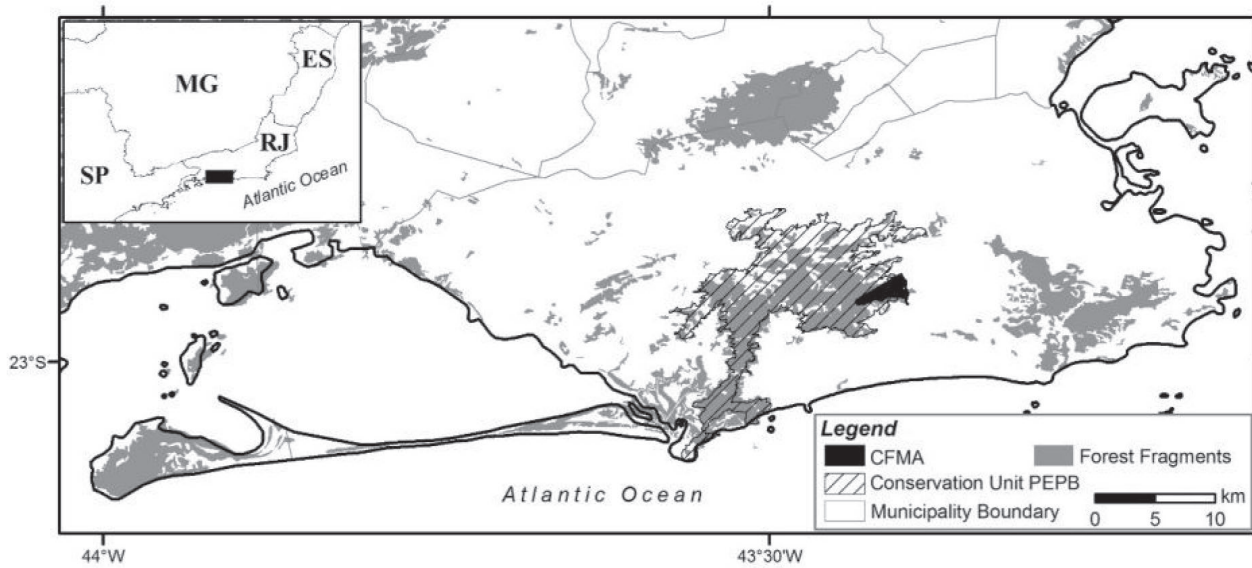 MG
ES
RJ
SP
Atlantic Ocean
23°S
Atlantic Ocean
Legend
CFMA
Forest Fragments
Conservation Unit PEPB
Municipality Boundary
km
0 5 10
44°W
43°30'W